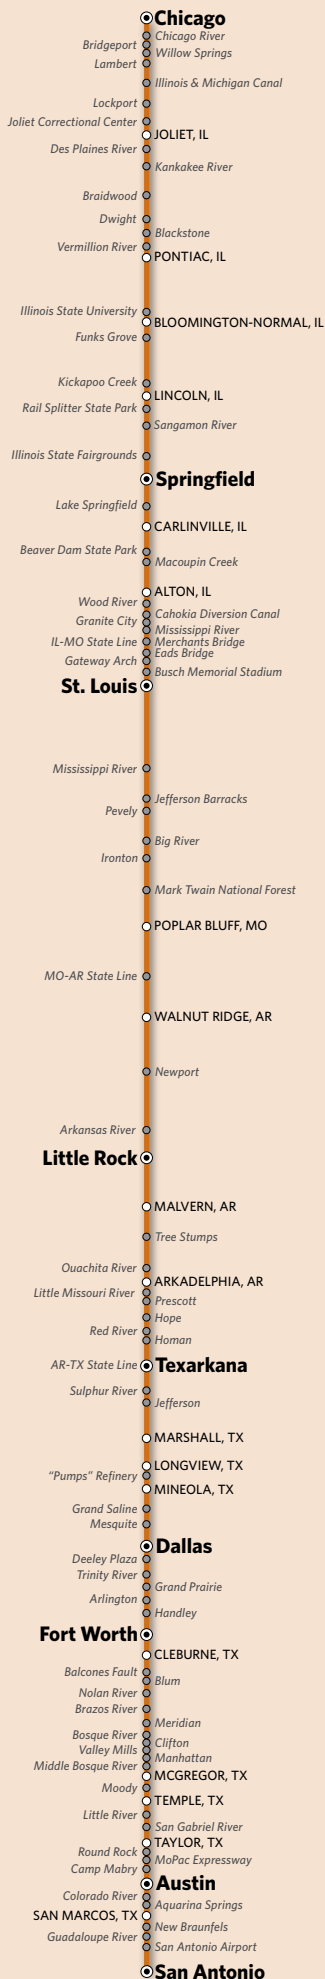 Chicago
Chicago River
Bridgeport
Willow Springs
Lambert
Illinois & Michigan Canal
Lockport
Joliet Correctional Center
JOLIET, IL
Des Plaines River
Kankakee River
Braidwood
Dwight
Blackstone
Vermillion River
PONTIAC, IL
Illinois State University
BLOOMINGTON-NORMAL, IL
Funks Grove
Kickapoo Creek
LINCOLN, IL
Rail Splitter State Park
Sangamon River
Illinois State Fairgrounds
Springfield
Lake Springfield
CARLINVILLE, IL
Beaver Dam State Park
Macoupin Creek
ALTON, IL
Wood River
Cahokia Diversion Canal
Granite City
Mississippi River
IL-MO State Line
Merchants Bridge
Eads Bridge
Gateway Arch
Busch Memorial Stadium
St. Louis
Mississippi River
Jefferson Barracks
Pevely
Big River
Ironton
Mark Twain National Forest
POPLAR BLUFF, MO
MO-AR State Line
WALNUT RIDGE, AR
Newport
Arkansas River
Little Rock
MALVERN, AR
Tree Stumps
Ouachita River
ARKADELPHIA, AR
Little Missouri River
Prescott
Hope
Red River
Homan
AR-TX State Line
Texarkana
Sulphur River
Jefferson
MARSHALL, TX
LONGVIEW, TX
“Pumps” Refinery
MINEOLA, TX
Grand Saline
Mesquite
Dallas
Deeley Plaza
Trinity River
Grand Prairie
Arlington
Handley
Fort Worth
CLEBURNE, TX
Balcones Fault
Blum
Nolan River
Brazos River
Meridian
Bosque River
Clifton
Valley Mills
Manhattan
Middle Bosque River
MCGREGOR, TX
Moody
TEMPLE, TX
Little River
San Gabriel River
TAYLOR, TX
Round Rock
MoPac Expressway
Camp Mabry
Austin
Colorado River
Aquarina Springs
SAN MARCOS, TX
New Braunfels
Guadaloupe River
San Antonio Airport
San Antonio